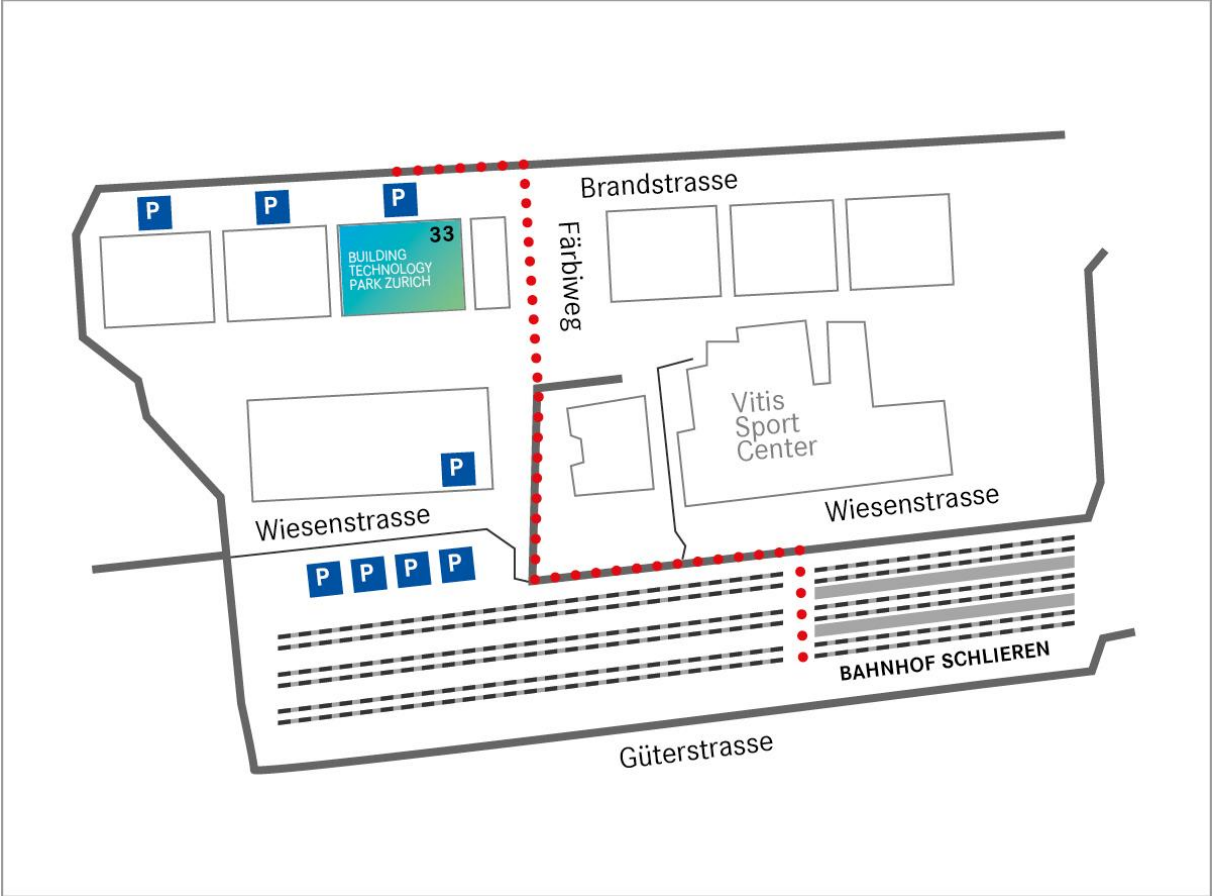 Brandstrasse
P
P
P
33
BUILDING
TECHNOLOGY
PARK ZURICH
Färbiweg
Vitis
Sport
Center
P
Wiesenstrasse
Wiesenstrasse
P
P
P
P
BAHNHOF SCHLIEREN
Güterstrasse